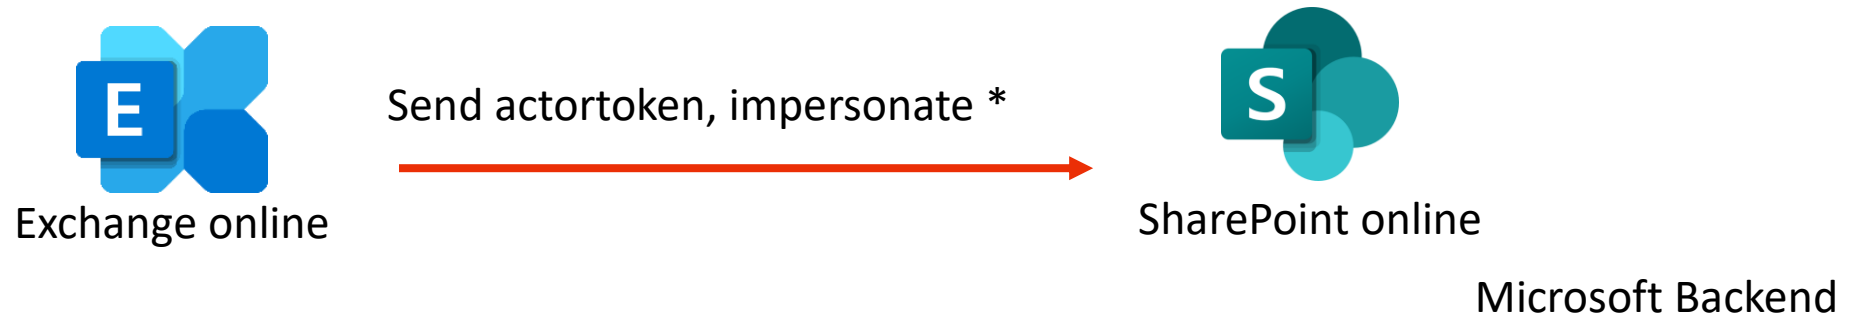 E
S
Send actortoken, impersonate *
Exchange online
SharePoint online
Microsoft Backend